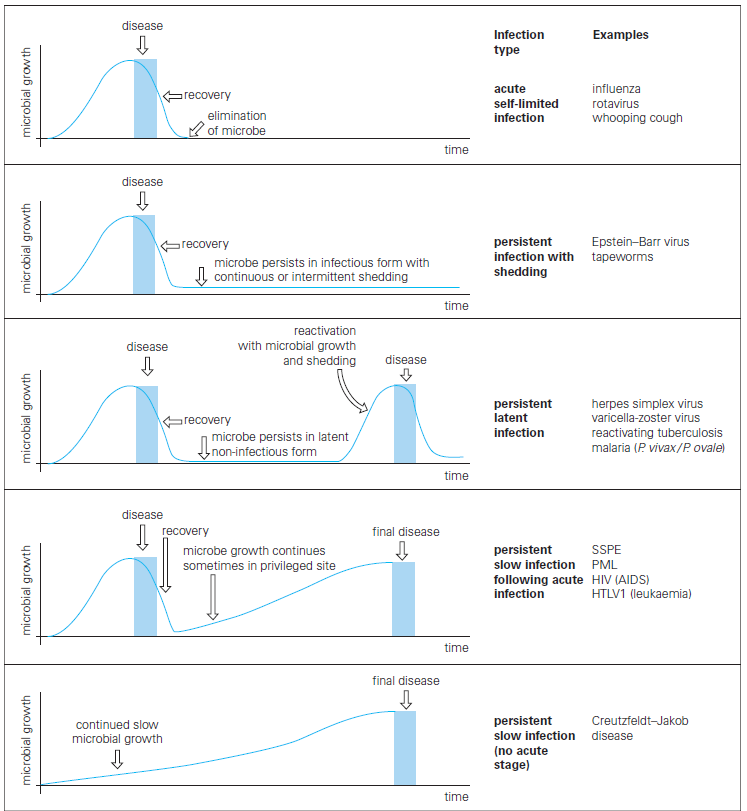 Infection
type
Examples
disease
microbial growth
recovery
elimination
of microbe
time
acute
self-limited
infection
influenza
rotavirus
whooping cough
disease
microbial growth
recovery
microbe persists in infectious form with
continuous or intermittent shedding
time
persistent
infection with
shedding
Epstein–Barr virus
tapeworms
reactivation
with microbial growth
and shedding
disease
disease
microbial growth
recovery
microbe persists in latent
non-infectious form
time
persistent
latent
infection
herpes simplex virus
varicella-zoster virus
reactivating tuberculosis
malaria (P. vivax/P. ovale)
disease
recovery
microbial growth
microbe growth continues
sometimes in privileged site
final disease
time
persistent
slow infection
following acute
infection
SSPE
PML
HIV (AIDS)
HTLV1 (leukaemia)
final disease
microbial growth
continued slow
microbial growth
time
persistent
slow infection
(no acute
stage)
Creutzfeldt–Jakob
disease